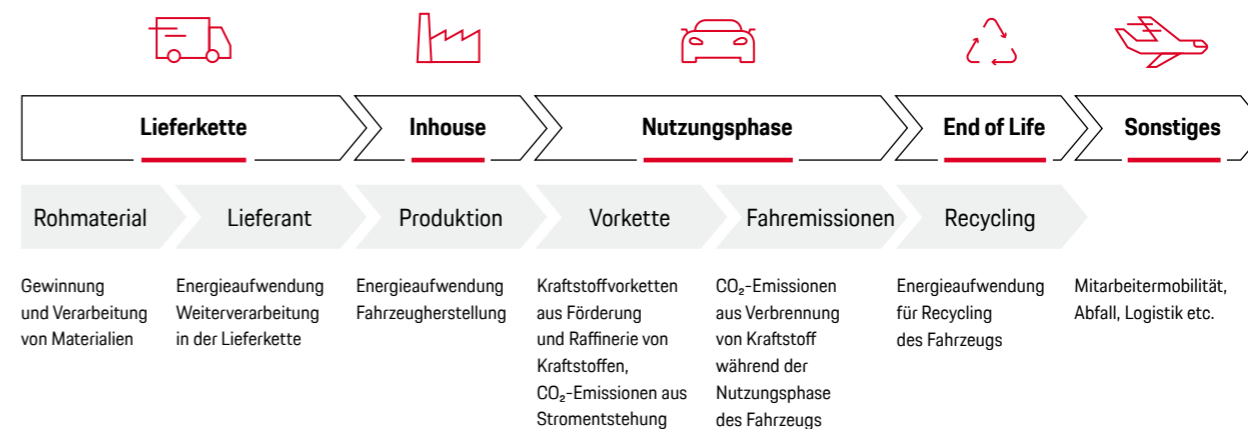 Lieferkette
Inhouse
Nutzungsphase
End of Life
Sonstiges
Rohmaterial
Lieferant
Produktion
Vorkette
Fahremissionen
Recycling
Gewinnung
und Verarbeitung
von Materialien
Energieaufwendung
Weiterverarbeitung
in der Lieferkette
Energieaufwendung
Fahrzeugherstellung
Kraftstoffvorketten
aus Förderung
und Raffinerie von
Kraftstoffen,
CO₂-Emissionen aus
Stromentstehung
CO₂-Emissionen
aus Verbrennung
von Kraftstoff
während der
Nutzungsphase
des Fahrzeugs
Energieaufwendung
für Recycling
des Fahrzeugs
Mitarbeitermobilität,
Abfall, Logistik etc.